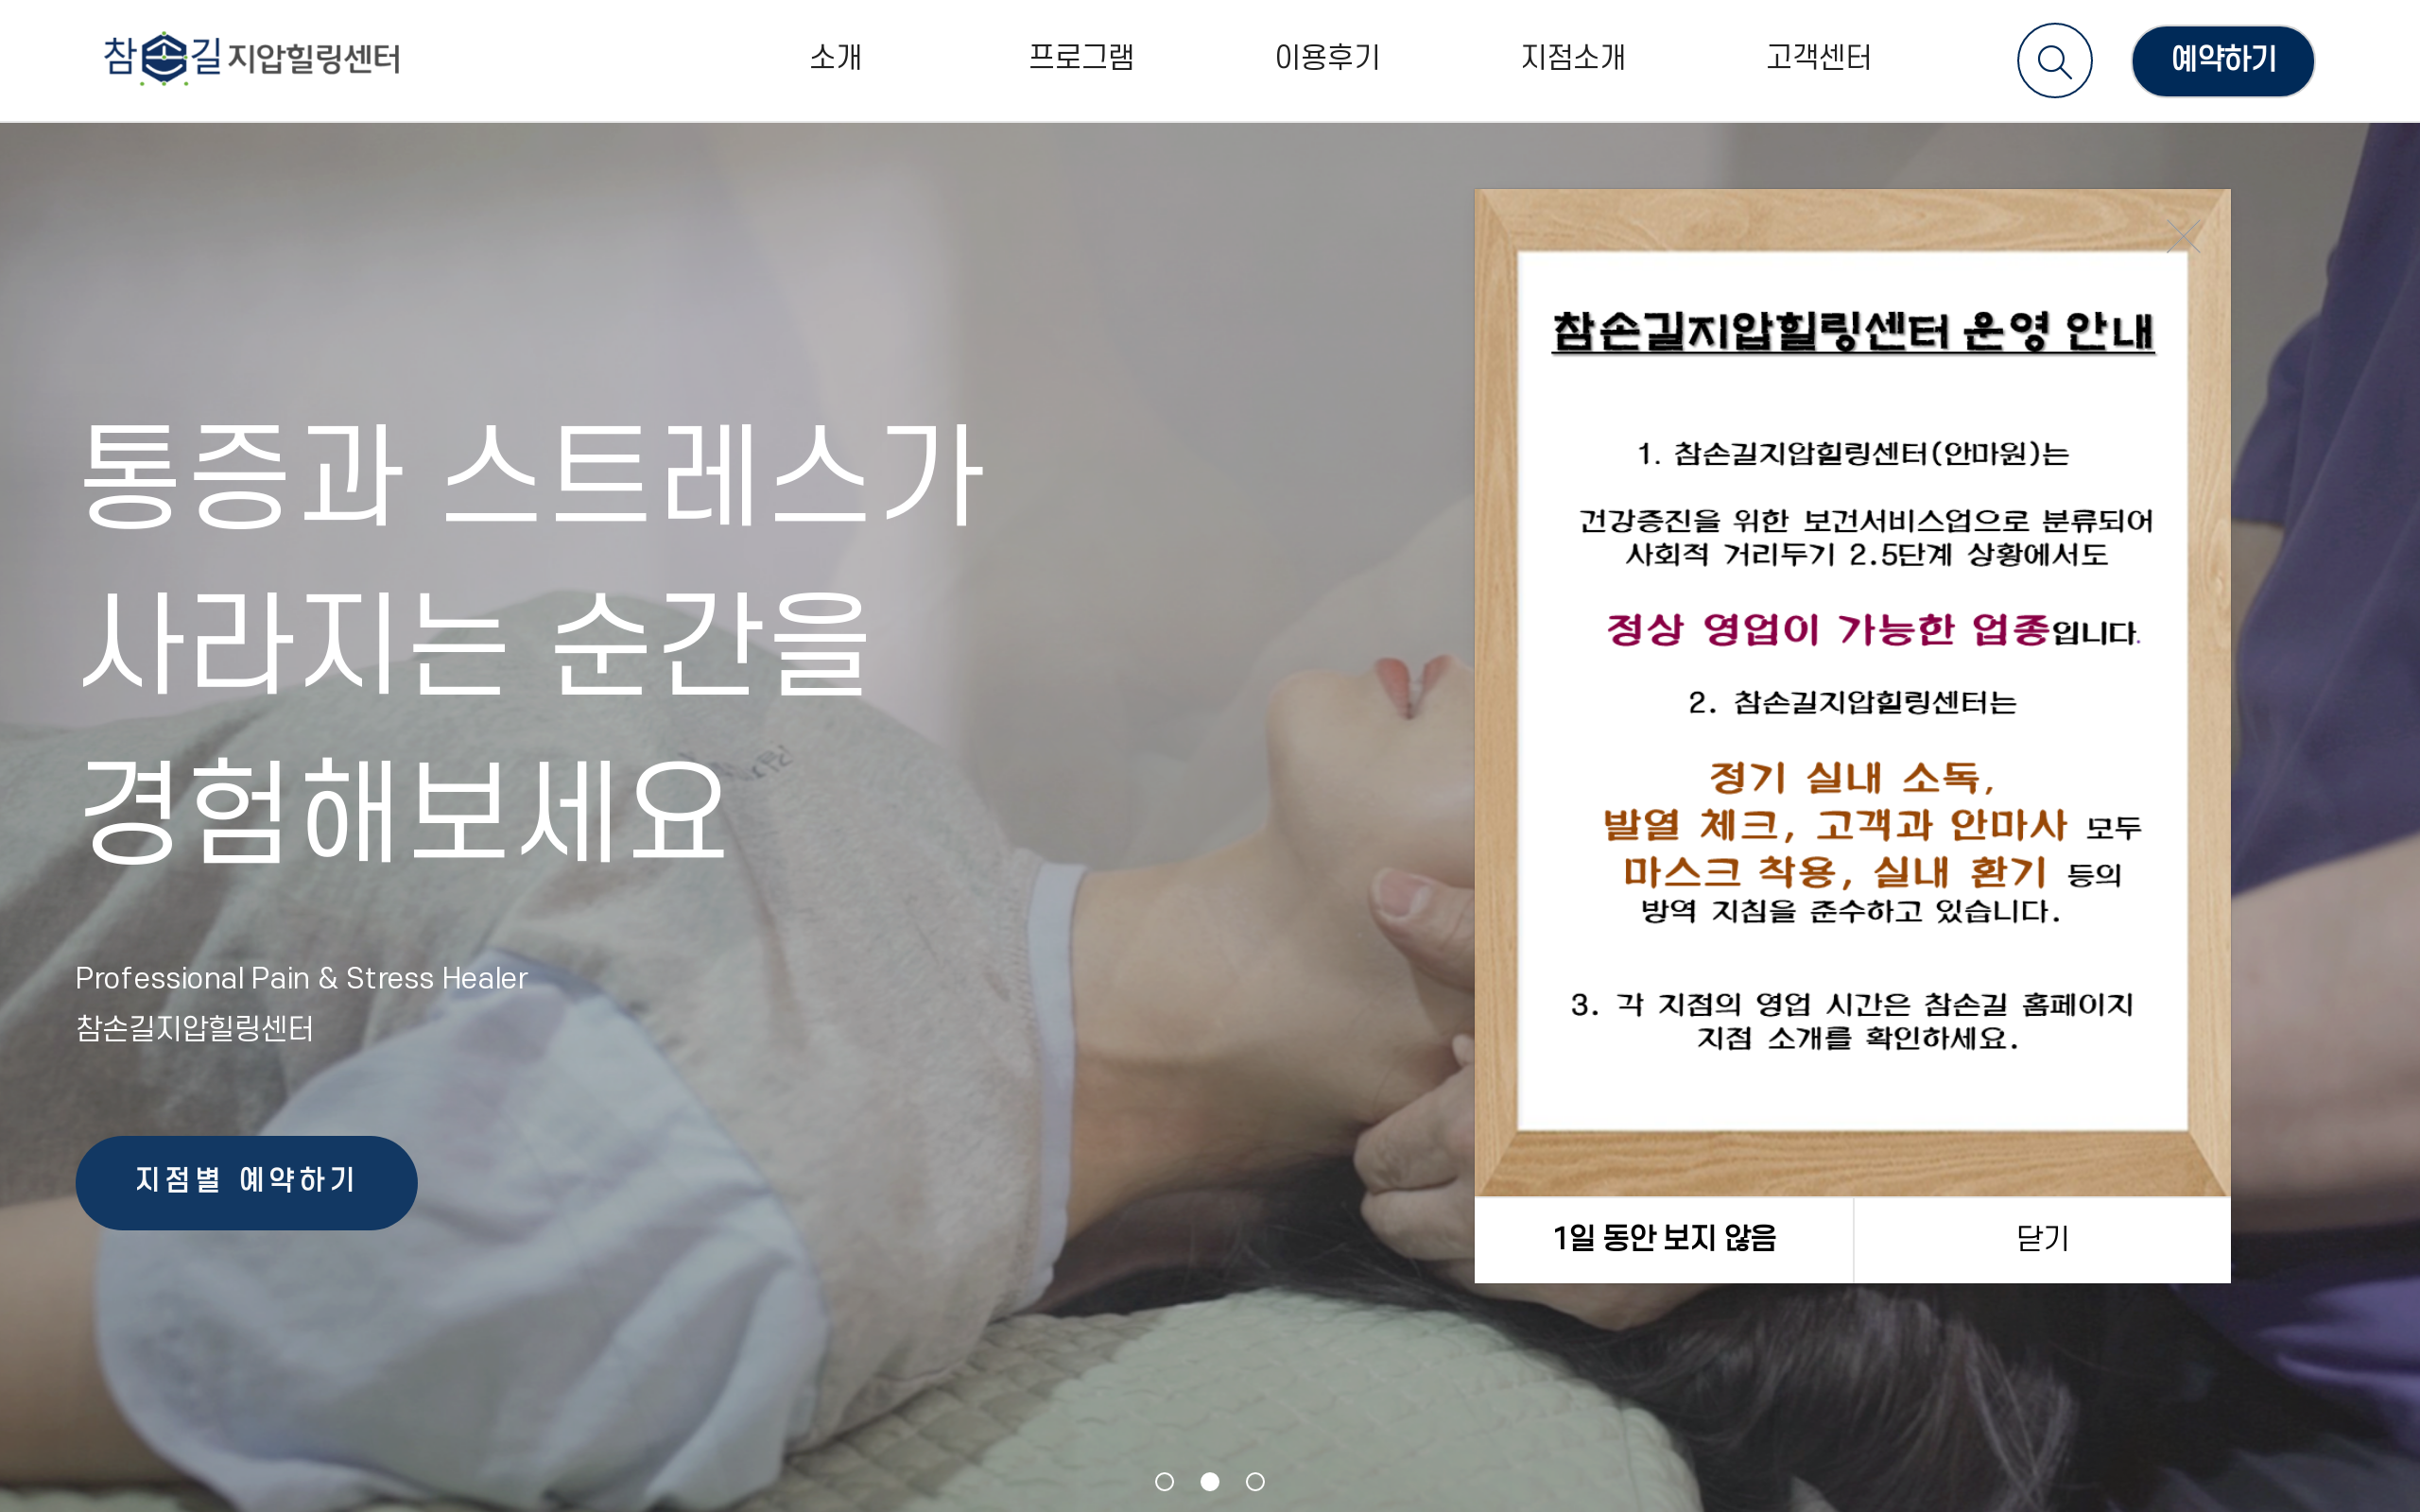 참손길 지압힐링센터
소개
프로그램
이용후기
지점소개
고객센터
예약하기
통증과 스트레스가
사라지는 순간을
경험해보세요
Professional Pain & Stress Healer
참손길지압힐링센터
지점별 예약하기
참손길지압힐링센터 운영 안내
1. 참손길지압힐링센터(안마원)는
건강증진을 위한 보건서비스업으로 분류되어
사회적 거리두기 2.5단계 상황에서도
정상 영업이 가능한 업종입니다.
2. 참손길지압힐링센터는
정기 실내 소독,
발열 체크, 고객과 안마사 모두
마스크 착용, 실내 환기 등의
방역 지침을 준수하고 있습니다.
3. 각 지점의 영업 시간은 참손길 홈페이지
지점 소개를 확인하세요.
1일 동안 보지 않음
닫기